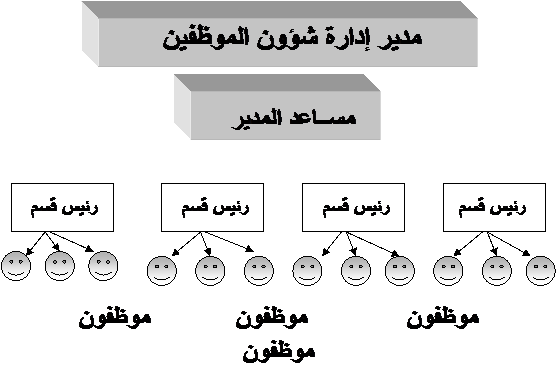 مدير إدارة شؤون الموظفين
مساعد المدير
رئيس قسم
رئيس قسم
رئيس قسم
رئيس قسم
موظفون
موظفون
موظفون
موظفون